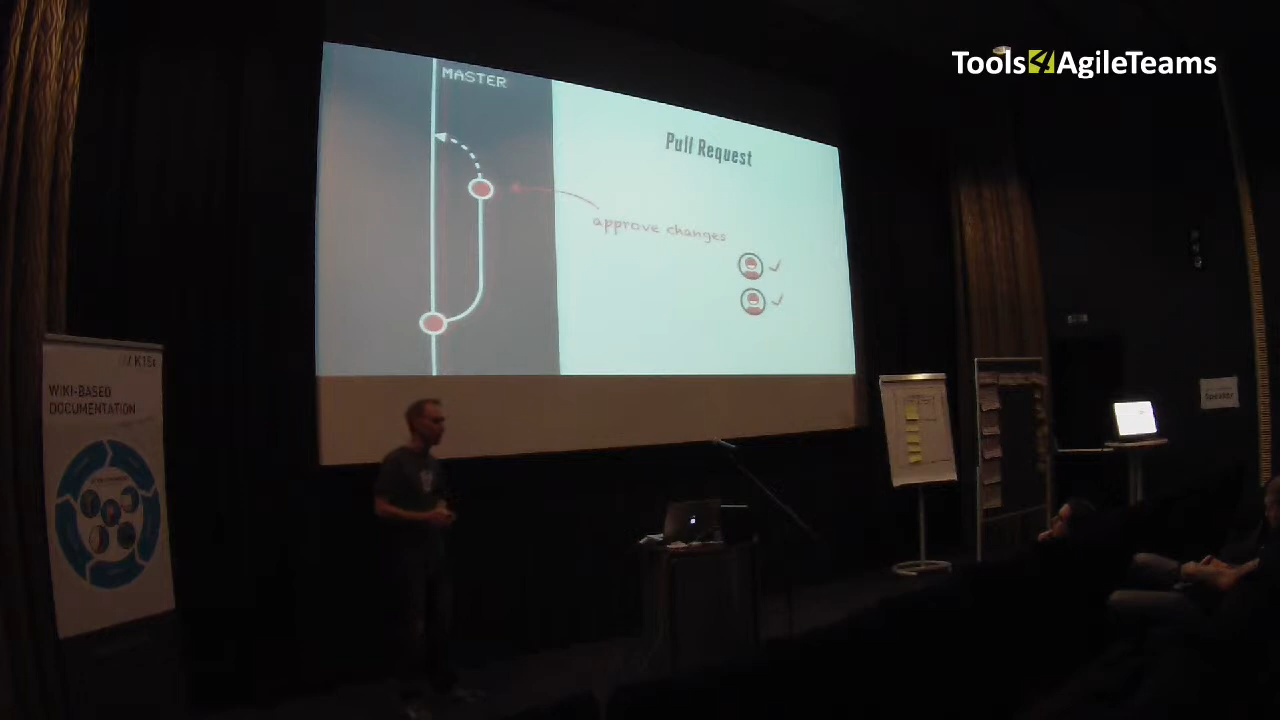 Tools4AgileTeams
MASTER
Pull Request
approve changes
WIKI-BASED
DOCUMENTATION